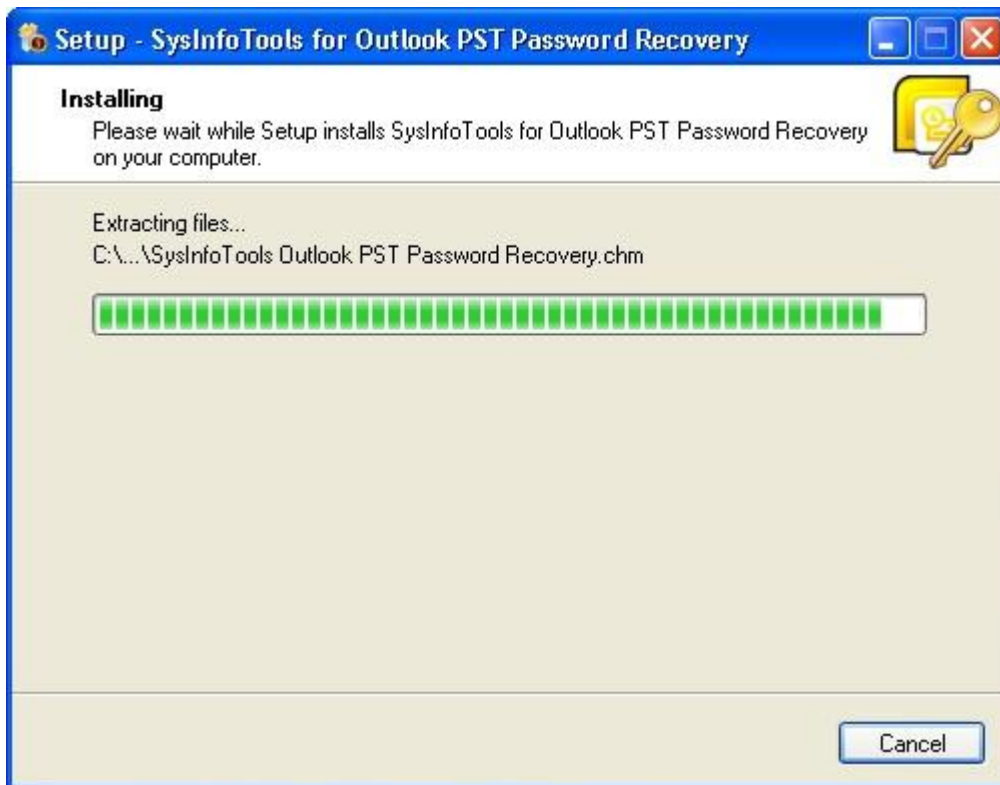 Setup - SysInfoTools for Outlook PST Password Recovery
Installing
Please wait while Setup installs SysInfoTools for Outlook PST Password Recovery
on your computer.
Extracting files...
C:\...\SysInfoTools Outlook PST Password Recovery.chm
Cancel